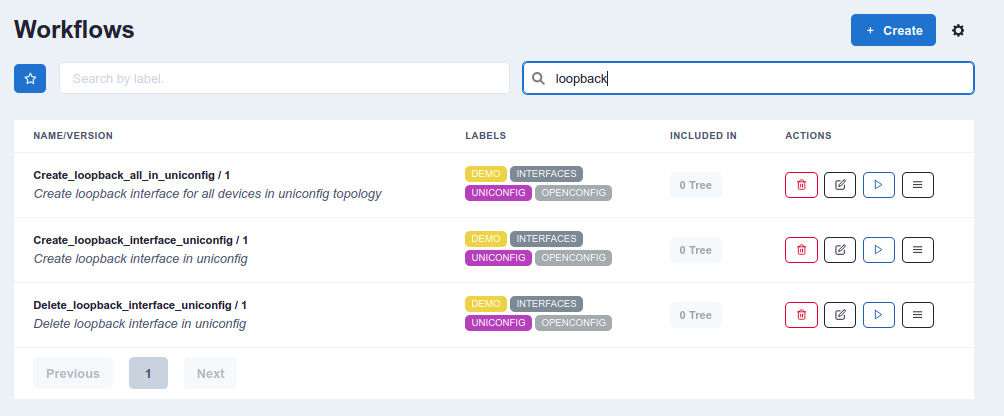 Workflows
+ Create
Search by label.
loopback
NAME/VERSION LABELS INCLUDED IN ACTIONS
Create_loopback_all_in_uniconfig / 1
Create loopback interface for all devices in uniconfig topology
DEMO INTERFACES
UNICONFIG OPENCONFIG
0 Tree
Create_loopback_interface_uniconfig / 1
Create loopback interface in uniconfig
DEMO INTERFACES
UNICONFIG OPENCONFIG
0 Tree
Delete_loopback_interface_uniconfig / 1
Delete loopback interface in uniconfig
DEMO INTERFACES
UNICONFIG OPENCONFIG
0 Tree
Previous 1 Next